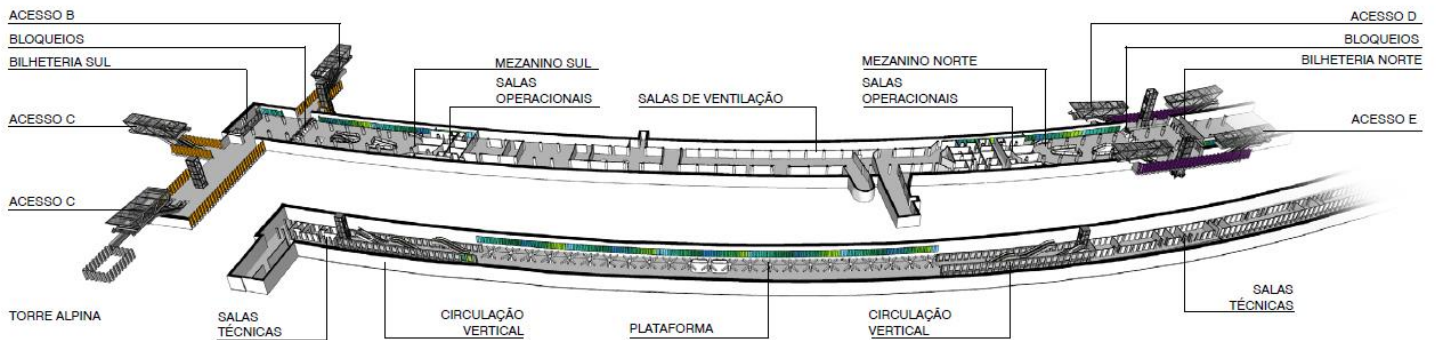 ACESSO B
ACESSO D
BLOQUEIOS
BLOQUEIOS
BILHETERIA SUL
MEZANINO SUL
MEZANINO NORTE
BILHETERIA NORTE
SALAS
OPERACIONAIS
SALAS DE VENTILAÇÃO
SALAS
OPERACIONAIS
ACESSO C
ACESSO E
ACESSO C
TORRE ALPINA
SALAS
TÉCNICAS
CIRCULAÇÃO
VERTICAL
PLATAFORMA
CIRCULAÇÃO
VERTICAL
SALAS
TÉCNICAS